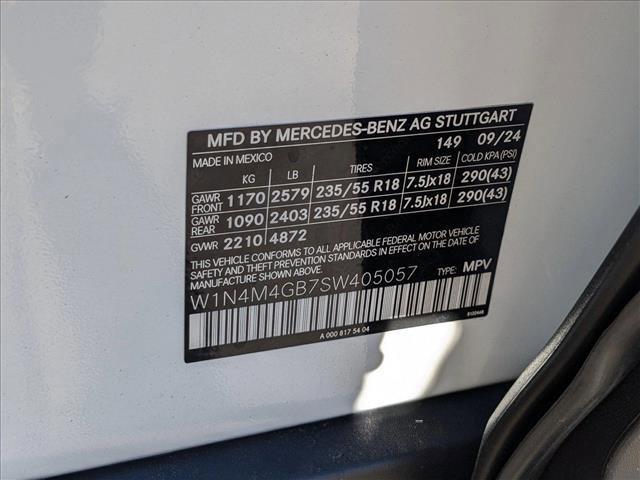 MFD BY MERCEDES-BENZ AG STUTTGART
149 09/24
MADE IN MEXICO
KG LB TIRES RIM SIZE COLD KPA(PSI)
GAWR FRONT 1170 2579 235/55 R18 7.5Jx18 290(43)
GAWR REAR 1090 2403 235/55 R18 7.5Jx18 290(43)
GVWR 2210 4872
THIS VEHICLE CONFORMS TO ALL APPLICABLE FEDERAL MOTOR VEHICLE
SAFETY AND THEFT PREVENTION STANDARDS IN EFFECT ON THE DATE OF
MANUFACTURE SHOWN ABOVE.
W1N4M4GB7SW405057 TYPE: MPV
A 000 817 54 04